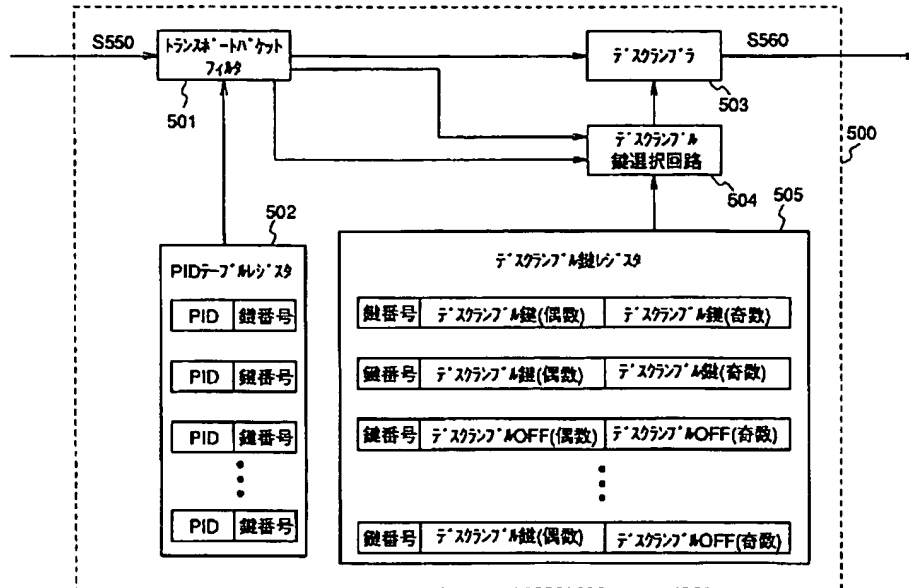 S550
トランスポートパケット
フィルタ
501
デスクランブラ
503
S560
デスクランブル
鍵選択回路
504
500
502
PIDテーブルレジスタ
PID 鍵番号
PID 鍵番号
PID 鍵番号
PID 鍵番号
505
デスクランブル鍵レジスタ
鍵番号 デスクランブル鍵(偶数) デスクランブル鍵(奇数)
鍵番号 デスクランブル鍵(偶数) デスクランブル鍵(奇数)
鍵番号 デスクランブルOFF(偶数) デスクランブルOFF(奇数)
鍵番号 デスクランブル鍵(偶数) デスクランブルOFF(奇数)